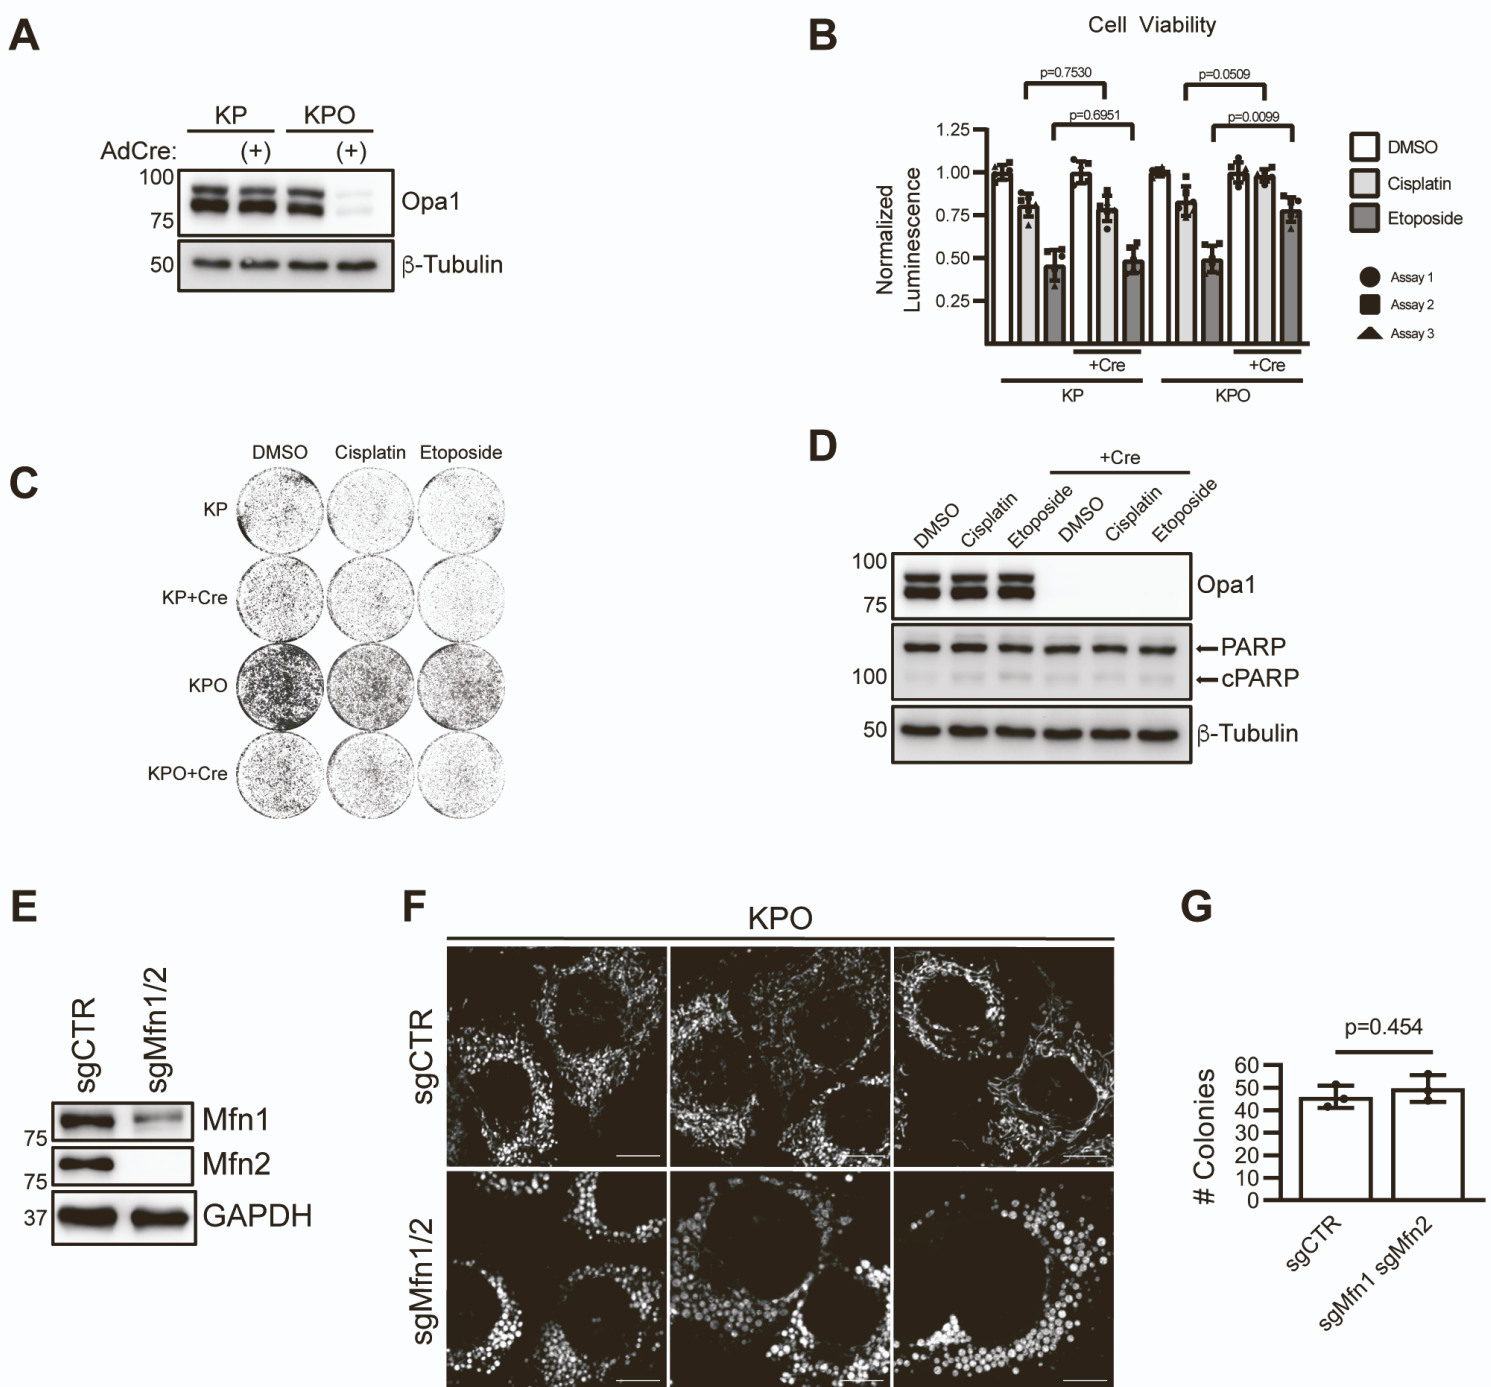 A
KP KPO
AdCre: (+) (+)
100
75
Opa1
50
β-Tubulin
B
Cell Viability
p=0.7530
p=0.0509
p=0.6951
p=0.0099
Normalized
Luminescence
1.25
1.00
0.75
0.50
0.25
+Cre
+Cre
KP
KPO
DMSO
Cisplatin
Etoposide
Assay 1
Assay 2
Assay 3
C
DMSO Cisplatin Etoposide
KP
KP+Cre
KPO
KPO+Cre
D
+Cre
DMSO
Cisplatin
Etoposide
DMSO
Cisplatin
Etoposide
100
75
Opa1
PARP
100
cPARP
50
β-Tubulin
E
sgCTR
sgMfn1/2
75
Mfn1
75
Mfn2
37
GAPDH
F
KPO
sgCTR
sgMfn1/2
G
p=0.454
# Colonies
60
50
40
30
20
10
0
sgCTR
sgMfn1 sgMfn2